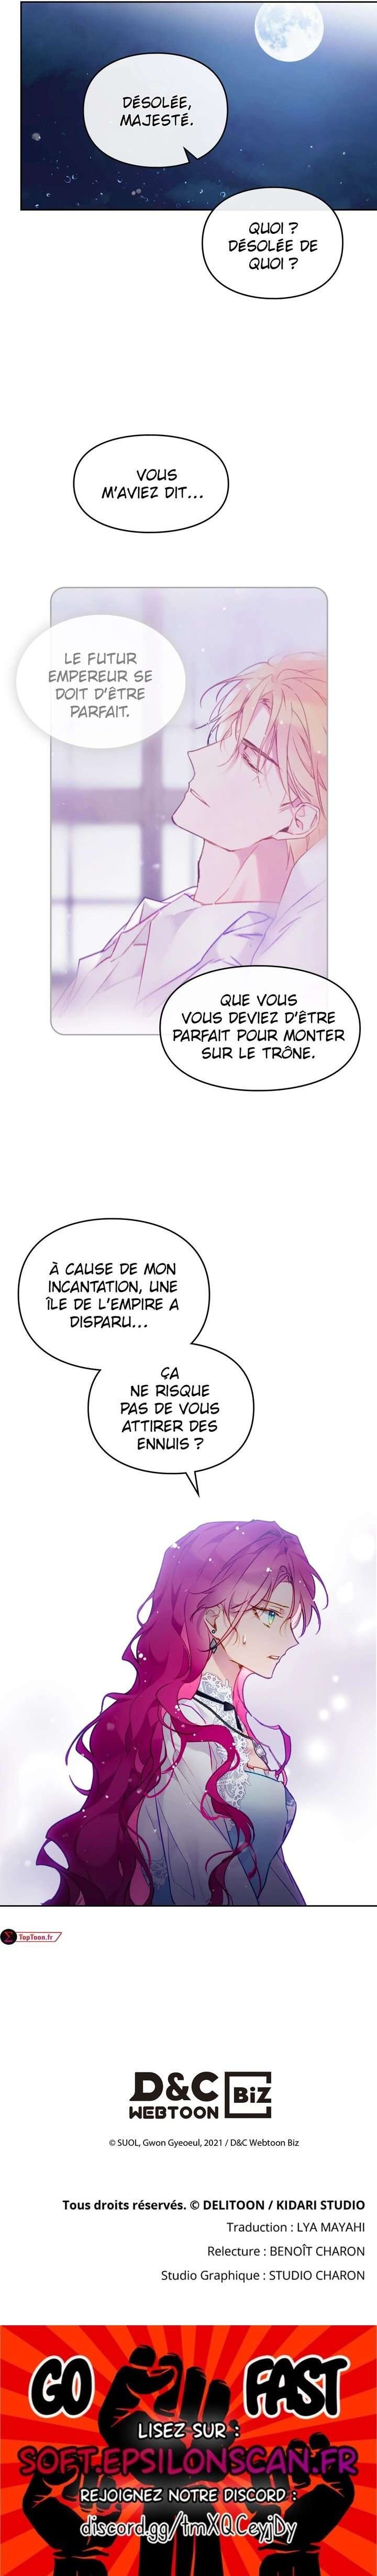 DÉSOLÉE,
MAJESTÉ.
QUOI ?
DÉSOLÉE DE
QUOI ?
VOUS
M'AVIEZ DIT...
LE FUTUR
EMPEREUR SE
DOIT D'ÊTRE
PARFAIT.
QUE VOUS
VOUS DEVIEZ D'ÊTRE
PARFAIT POUR MONTER
SUR LE TRÔNE.
À CAUSE DE MON
INCANTATION, UNE
ÎLE DE L'EMPIRE A
DISPARU...
ÇA
NE RISQUE
PAS DE VOUS
ATTIRER DES
ENNUIS ?
TopToon.fr
D&C BiZ
WEBTOON
© SUOL, Gwon Gyeoeul, 2021 / D&C Webtoon Biz
Tous droits réservés. © DELITOON / KIDARI STUDIO
Traduction : LYA MAYAHI
Relecture : BENOÎT CHARON
Studio Graphique : STUDIO CHARON
GO FAST
LISEZ SUR :
SOFT.EPSILONSCAN.FR
REJOIGNEZ NOTRE DISCORD :
discord.gg/tmXQCeyjDy